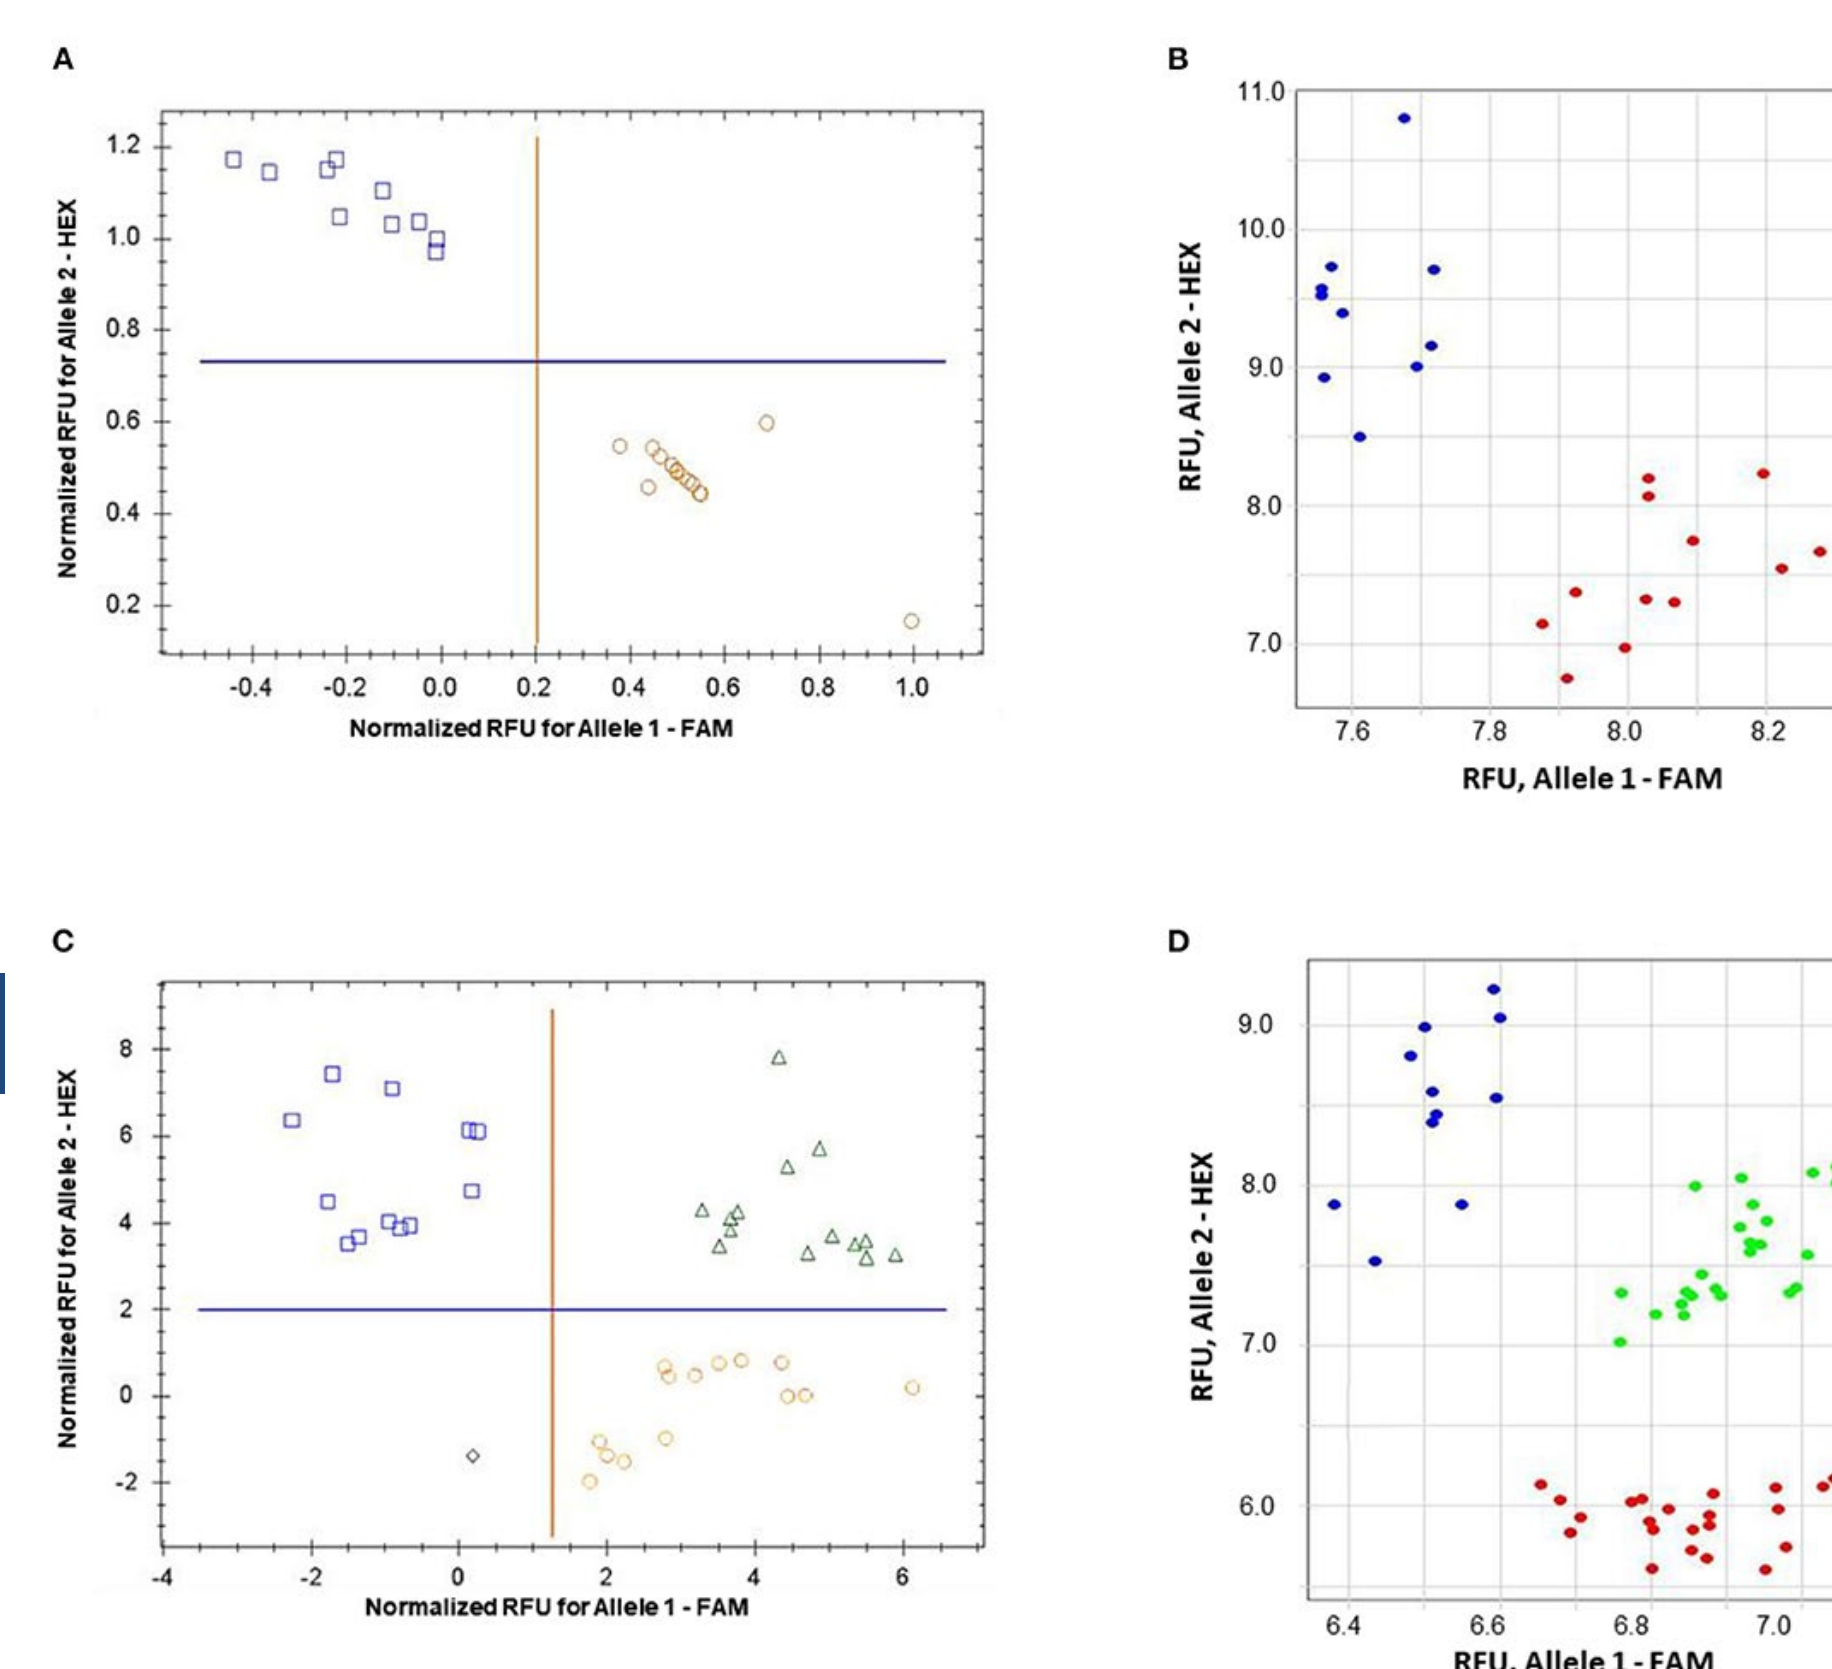 A
Normalized RFU for Allele 2 - HEX
1.2
1.0
0.8
0.6
0.4
0.2
-0.4 -0.2 0.0 0.2 0.4 0.6 0.8 1.0
Normalized RFU for Allele 1 - FAM
B
RFU, Allele 2 - HEX
11.0
10.0
9.0
8.0
7.0
7.6 7.8 8.0 8.2
RFU, Allele 1 - FAM
C
Normalized RFU for Allele 2 - HEX
8
6
4
2
0
-2
-4 -2 0 2 4 6
Normalized RFU for Allele 1 - FAM
D
RFU, Allele 2 - HEX
9.0
8.0
7.0
6.0
6.4 6.6 6.8 7.0
RFU, Allele 1 - FAM